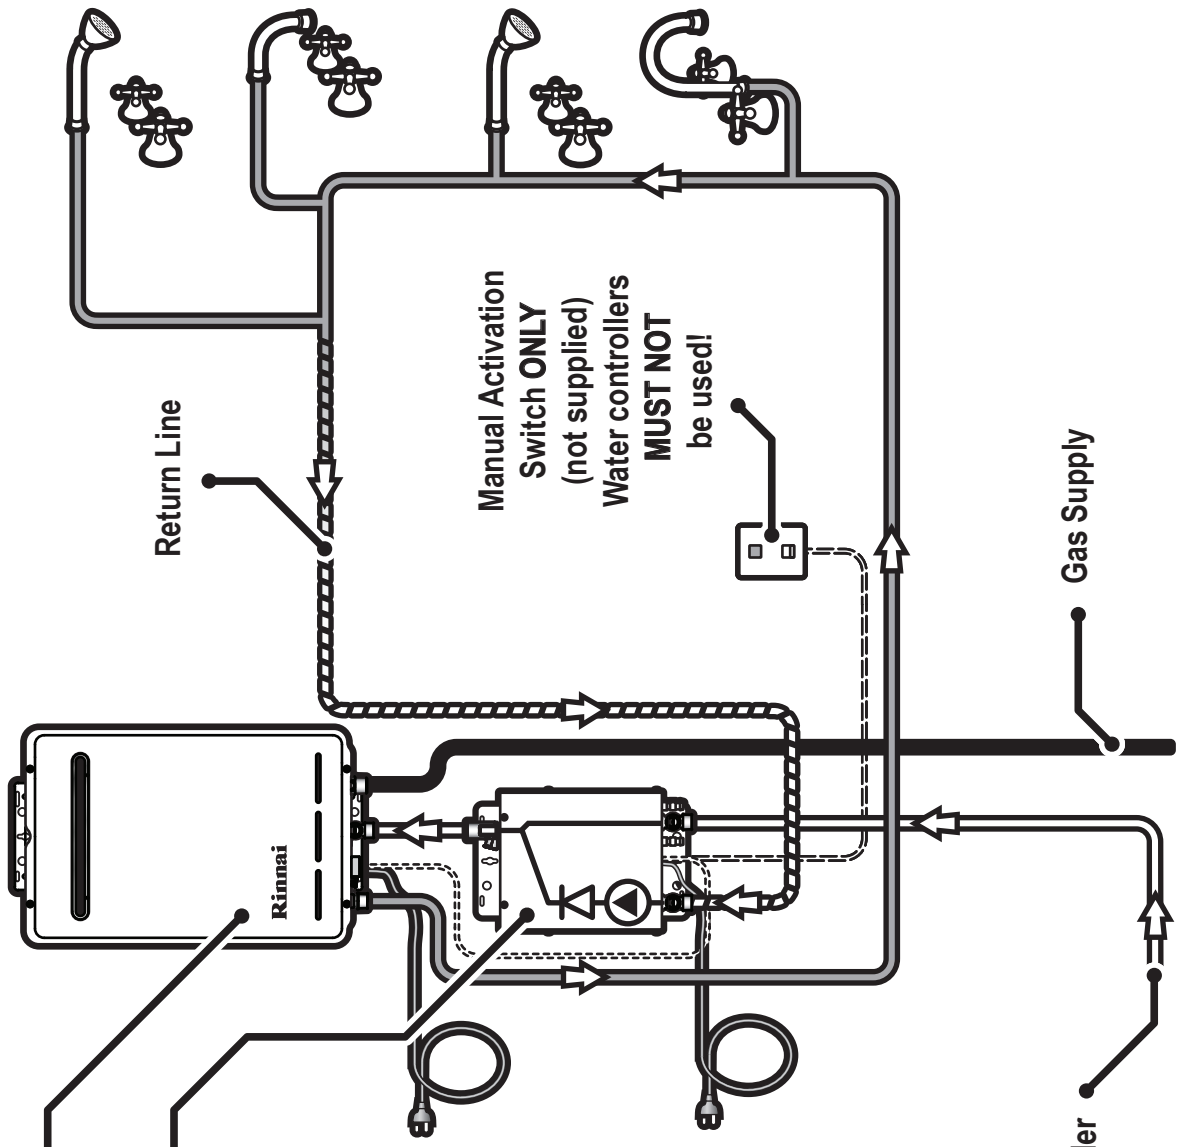 Return Line
Manual Activation
Switch ONLY
(not supplied)
Water controllers
MUST NOT
be used!
Gas Supply
Rinnai